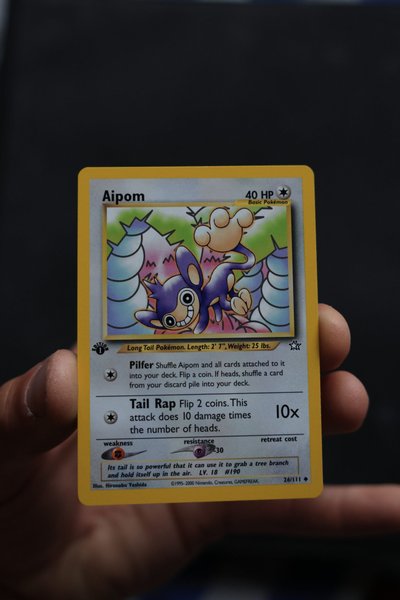 Aipom
40 HP
Basic Pokémon
Long Tail Pokémon. Length: 2' 7", Weight: 25 lbs.
Pilfer Shuffle Aipom and all cards attached to it
into your deck. Flip a coin. If heads, shuffle a card
from your discard pile into your deck.
Tail Rap Flip 2 coins. This
attack does 10 damage times
the number of heads.
10x
weakness
resistance
retreat cost
-30
Its tail is so powerful that it can use it to grab a tree branch
and hold itself up in the air. LV. 18 #190
Illus. Hironobu Yoshida
©1995-2000 Nintendo, Creatures, GAMEFREAK.
26/111